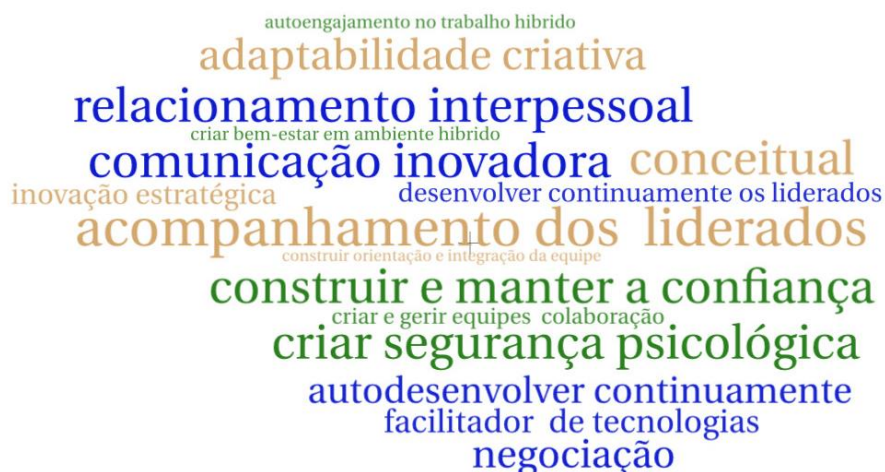 autoengajamento no trabalho hibrido
adaptabilidade criativa
relacionamento interpessoal
criar bem-estar em ambiente hibrido
comunicação inovadora conceitual
inovação estratégica desenvolver continuamente os liderados
acompanhamento dos liderados
construir orientação e integração da equipe
construir e manter a confiança
criar e gerir equipes colaboração
criar segurança psicológica
autodesenvolver continuamente
facilitador de tecnologias
negociação